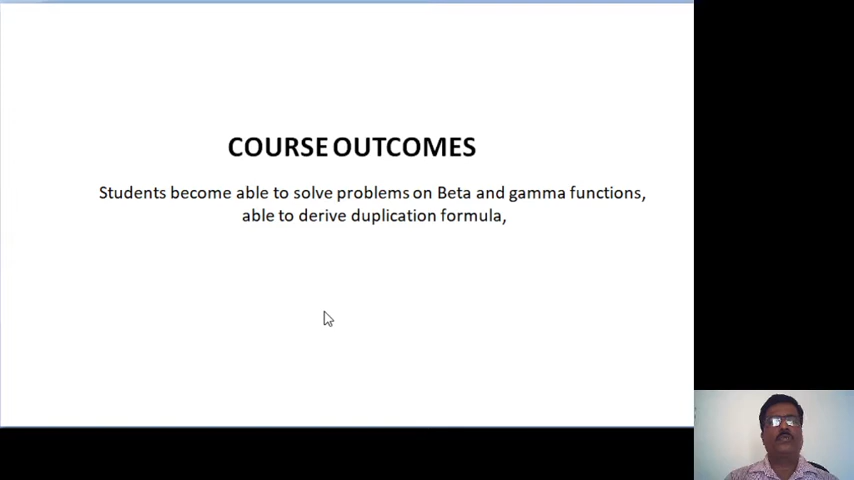 COURSE OUTCOMES
Students become able to solve problems on Beta and gamma functions,
able to derive duplication formula,